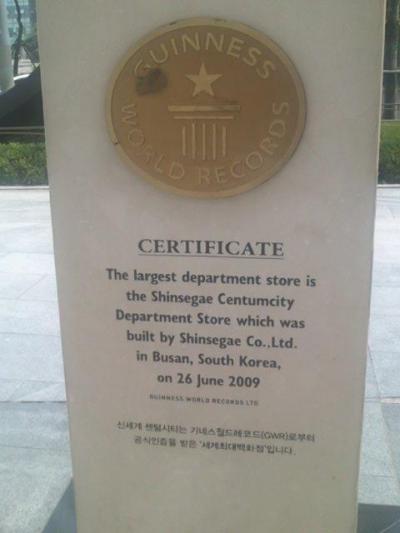 GUINNESS
WORLD RECORDS
CERTIFICATE
The largest department store is
the Shinsegae Centumcity
Department Store which was
built by Shinsegae Co.,Ltd.
in Busan, South Korea,
on 26 June 2009
GUINNESS WORLD RECORDS LTD
신세계 센텀시티는 기네스월드레코드(GWR)로부터
공식인증을 받은 '세계최대백화점'입니다.